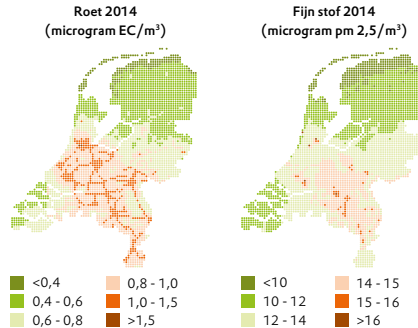 Roet 2014
(microgram EC/m³)
Fijn stof 2014
(microgram pm 2,5/m³)
<0,4
0,4 - 0,6
0,6 - 0,8
0,8 - 1,0
1,0 - 1,5
>1,5
<10
10 - 12
12 - 14
14 - 15
15 - 16
>16